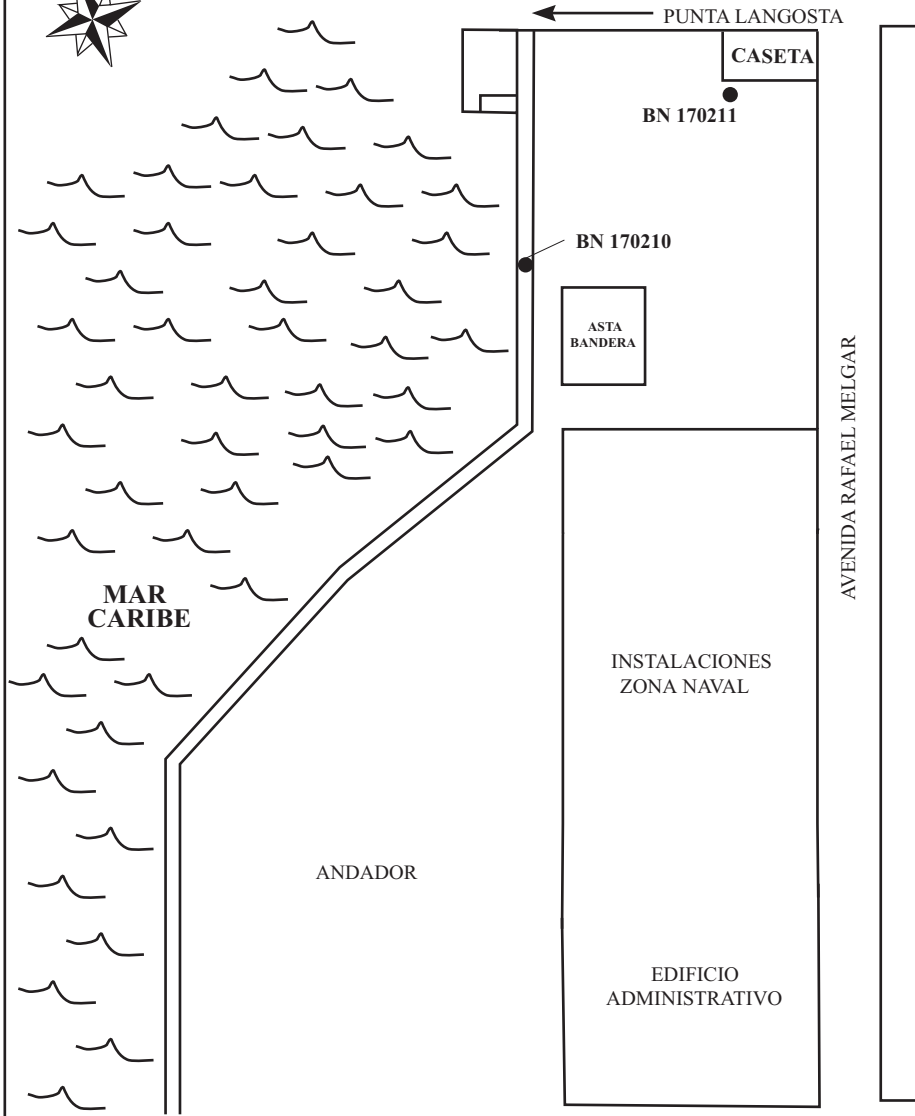 PUNTA LANGOSTA
CASETA
BN 170211
BN 170210
ASTA
BANDERA
AVENIDA RAFAEL MELGAR
MAR
CARIBE
INSTALACIONES
ZONA NAVAL
ANDADOR
EDIFICIO
ADMINISTRATIVO